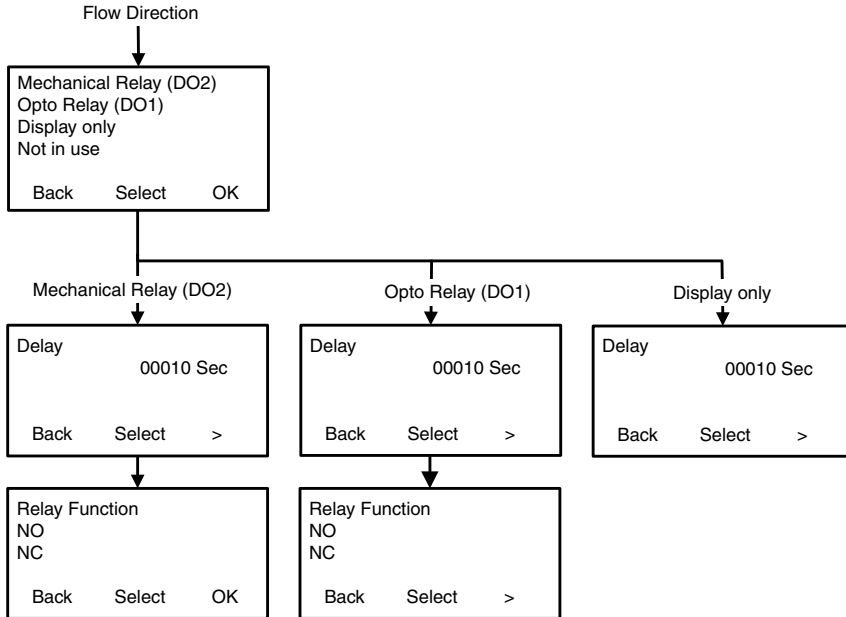 Flow Direction
Mechanical Relay (DO2)
Opto Relay (DO1)
Display only
Not in use
Back Select OK
Mechanical Relay (DO2)
Delay
00010 Sec
Back Select >
Relay Function
NO
NC
Back Select OK
Opto Relay (DO1)
Delay
00010 Sec
Back Select >
Relay Function
NO
NC
Back Select >
Display only
Delay
00010 Sec
Back Select >